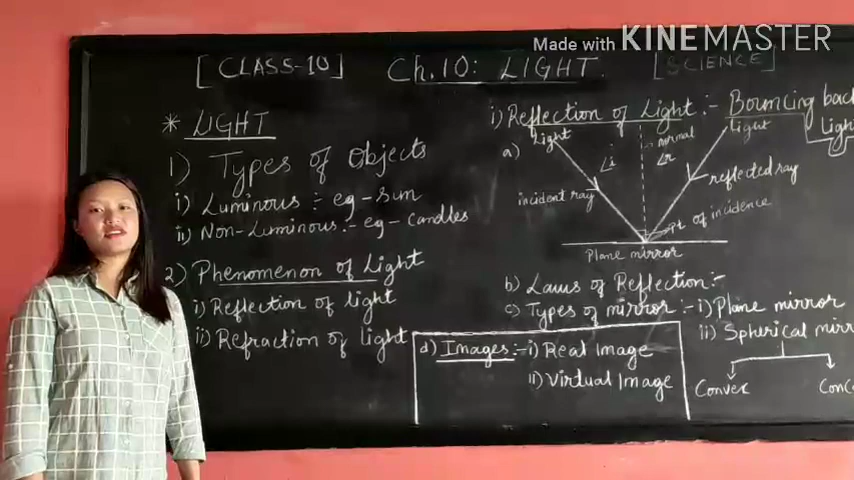 Made with KINEMASTER
[CLASS-10] Ch.10: LIGHT. [SCIENCE]
* LIGHT
1) Types of Objects
i) Luminous :- eg - Sun
ii) Non-Luminous :- eg - Candles
2) Phenomenon of Light
i) Reflection of light
ii) Refraction of light
i) Reflection of Light :- Bouncing back
Light
a)
Light
normal
Light
∠i
∠r
incident ray
reflected ray
Pt of incidence
Plane mirror
b) Laws of Reflection :-
c) Types of mirror :- i) Plane mirror
ii) Spherical mirr
Convex
Conc
d) Images :- i) Real Image
ii) Virtual Image